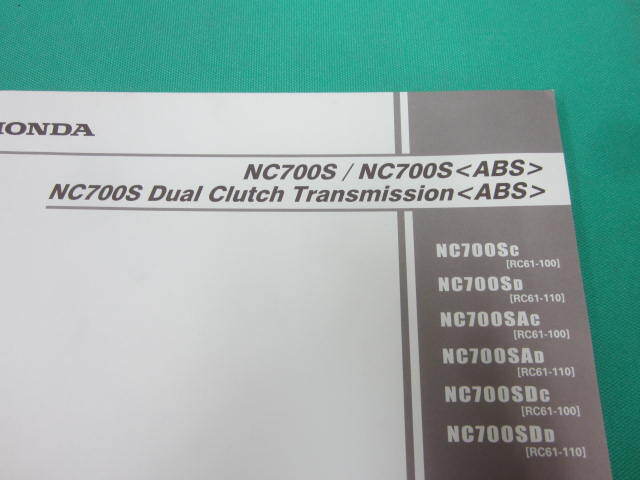 HONDA
NC700S / NC700S<ABS>
NC700S Dual Clutch Transmission<ABS>
NC700SC
[RC61-100]
NC700SD
[RC61-110]
NC700SAC
[RC61-100]
NC700SAD
[RC61-110]
NC700SDC
[RC61-100]
NC700SDD
[RC61-110]